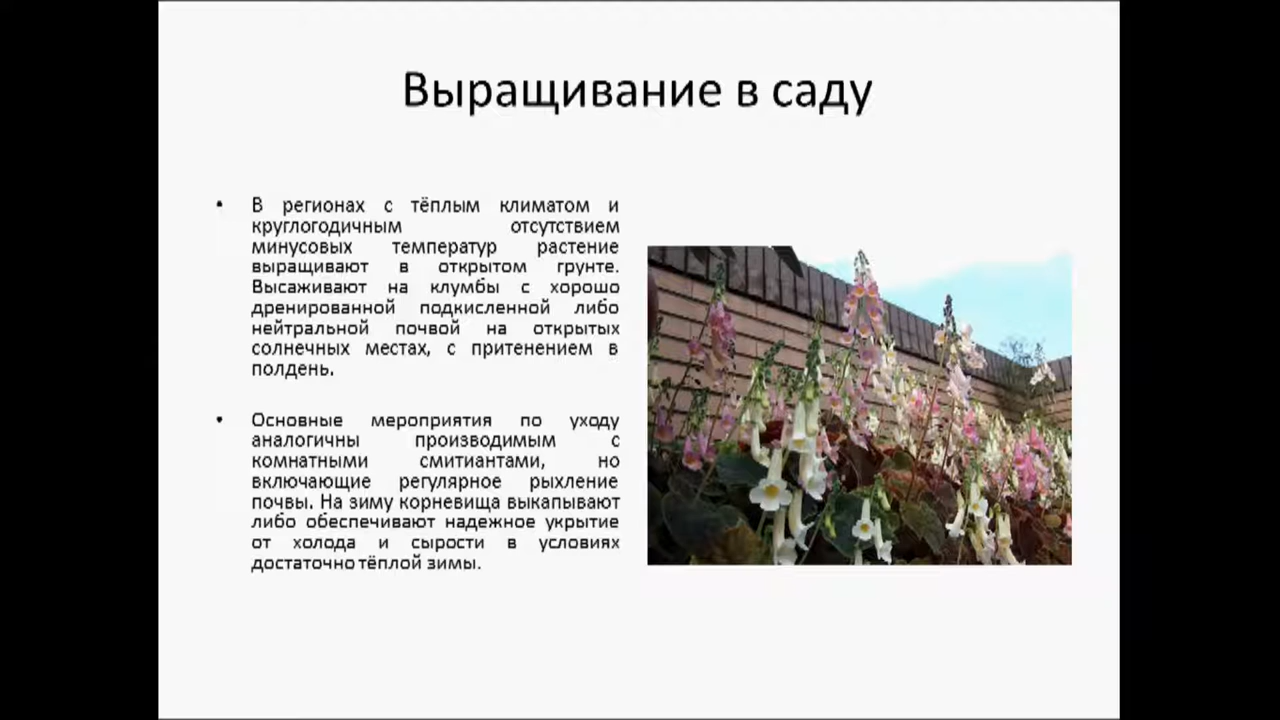 Выращивание в саду
• В регионах с тёплым климатом и
круглогодичным отсутствием
минусовых температур растение
выращивают в открытом грунте.
Высаживают на клумбы с хорошо
дренированной подкисленной либо
нейтральной почвой на открытых
солнечных местах, с притенением в
полдень.
• Основные мероприятия по уходу
аналогичны производимым с
комнатными смитиантами, но
включающие регулярное рыхление
почвы. На зиму корневища выкапывают
либо обеспечивают надежное укрытие
от холода и сырости в условиях
достаточно тёплой зимы.